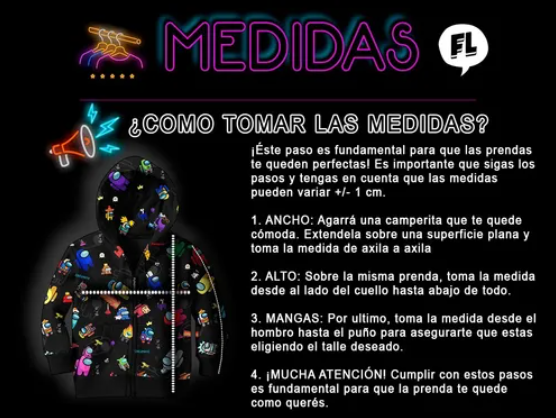 MEDIDAS
FL
¿COMO TOMAR LAS MEDIDAS?
¡Éste paso es fundamental para que las prendas
te queden perfectas! Es importante que sigas los
pasos y tengas en cuenta que las medidas
pueden variar +/- 1 cm.
1. ANCHO: Agarrá una camperita que te quede
cómoda. Extendela sobre una superficie plana y
toma la medida de axila a axila
2. ALTO: Sobre la misma prenda, toma la medida
desde al lado del cuello hasta abajo de todo.
3. MANGAS: Por ultimo, toma la medida desde el
hombro hasta el puño para asegurarte que estas
eligiendo el talle deseado.
4. ¡MUCHA ATENCIÓN! Cumplir con estos pasos
es fundamental para que la prenda te quede
como querés.